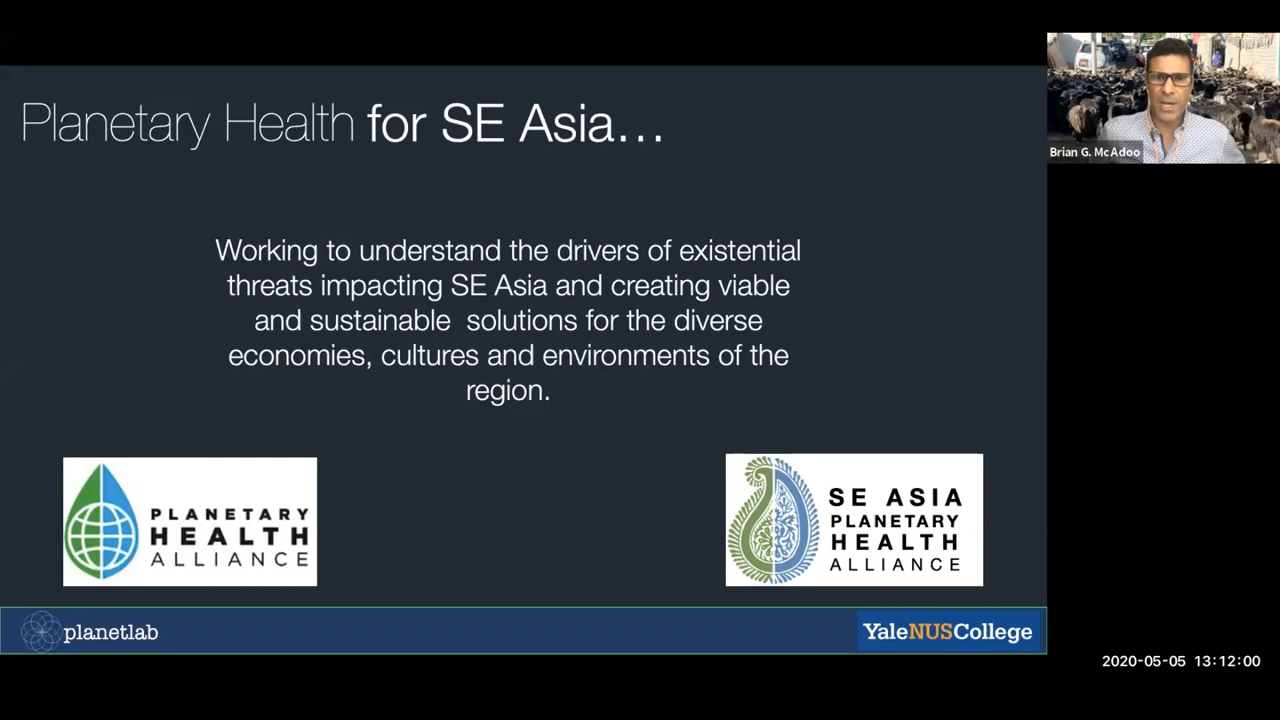 Planetary Health for SE Asia…
Working to understand the drivers of existential
threats impacting SE Asia and creating viable
and sustainable  solutions for the diverse
economies, cultures and environments of the
region.
PLANETARY
HEALTH
ALLIANCE
SE ASIA
PLANETARY
HEALTH
ALLIANCE
planetlab
YaleNUSCollege
Brian G. McAdoo
2020-05-05 13:12:00